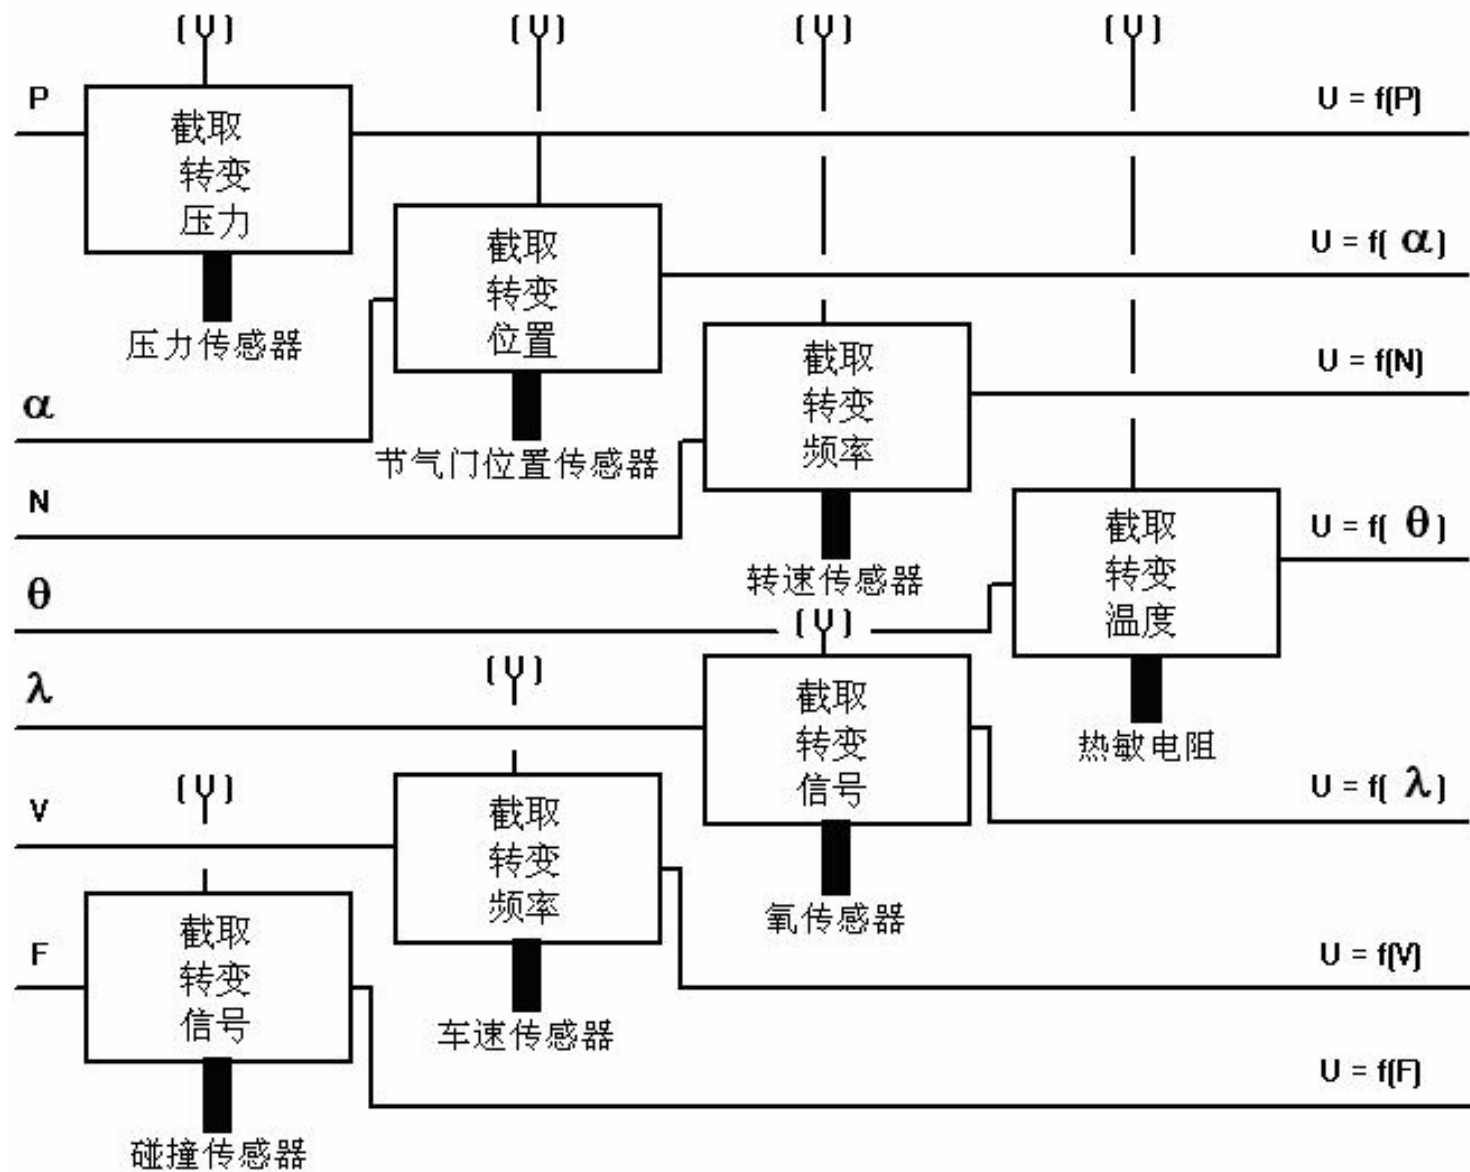 (U) (U) (U) (U)
P
截取
转变
压力
U = f(P)
压力传感器
截取
转变
位置
U = f( α)
节气门位置传感器
α
截取
转变
频率
U = f(N)
转速传感器
N
截取
转变
温度
U = f( θ)
热敏电阻
θ
(U)
λ
截取
转变
信号
U = f( λ)
氧传感器
(U)
V
截取
转变
频率
U = f(V)
车速传感器
(U)
F
截取
转变
信号
U = f(F)
碰撞传感器